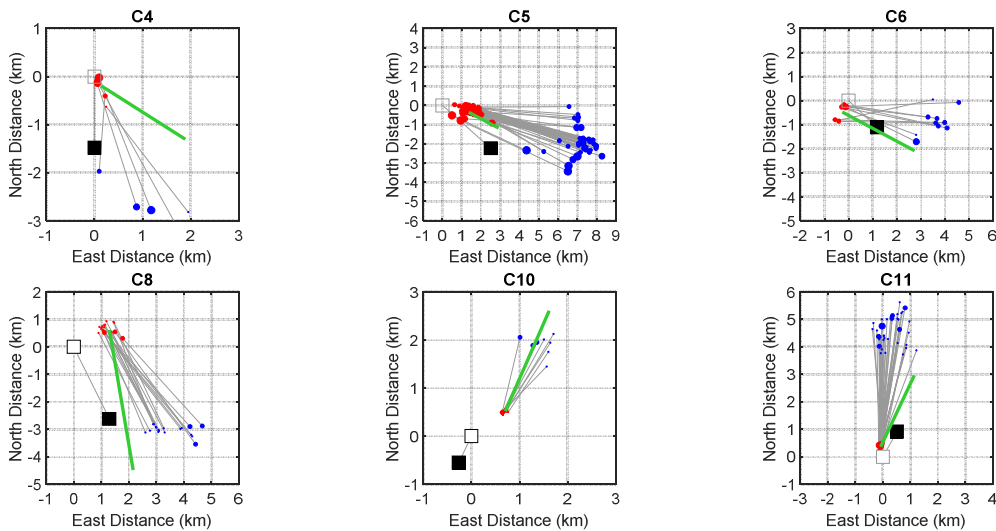 C4
1
0
-1
-2
-3
-1 0 1 2 3
North Distance (km)
East Distance (km)
C5
4
3
2
1
0
-1
-2
-3
-4
-5
-6
-1 0 1 2 3 4 5 6 7 8 9
North Distance (km)
East Distance (km)
C6
3
2
1
0
-1
-2
-3
-4
-5
-2 -1 0 1 2 3 4 5 6
North Distance (km)
East Distance (km)
C8
2
1
0
-1
-2
-3
-4
-5
-1 0 1 2 3 4 5 6
North Distance (km)
East Distance (km)
C10
3
2
1
0
-1
-1 0 1 2 3
North Distance (km)
East Distance (km)
C11
6
5
4
3
2
1
0
-1
-3 -2 -1 0 1 2 3 4
North Distance (km)
East Distance (km)